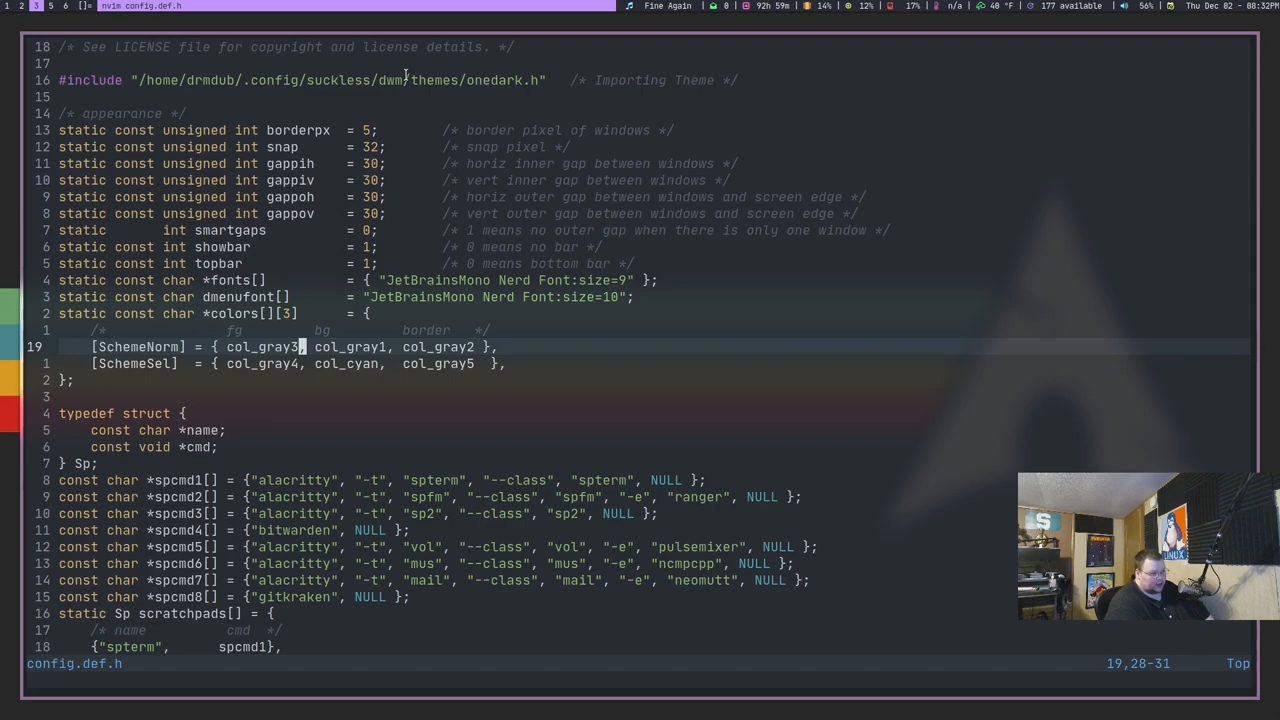 1 2 3 5 6 []= nvim config.def.h Fine Again 0 92h 59m 14% 12% 17% n/a 40 °F 177 available 56% Thu Dec 02 - 08:32PM
18 /* See LICENSE file for copyright and license details. */
17
16 #include "/home/drmdub/.config/suckless/dwm/themes/onedark.h" /* Importing Theme */
15
14 /* appearance */
13 static const unsigned int borderpx = 5; /* border pixel of windows */
12 static const unsigned int snap = 32; /* snap pixel */
11 static const unsigned int gappih = 30; /* horiz inner gap between windows */
10 static const unsigned int gappiv = 30; /* vert inner gap between windows */
9 static const unsigned int gappoh = 30; /* horiz outer gap between windows and screen edge */
8 static const unsigned int gappov = 30; /* vert outer gap between windows and screen edge */
7 static int smartgaps = 0; /* 1 means no outer gap when there is only one window */
6 static const int showbar = 1; /* 0 means no bar */
5 static const int topbar = 1; /* 0 means bottom bar */
4 static const char *fonts[] = { "JetBrainsMono Nerd Font:size=9" };
3 static const char dmenufont[] = "JetBrainsMono Nerd Font:size=10";
2 static const char *colors[][3] = {
1 /* fg bg border */
19 [SchemeNorm] = { col_gray3, col_gray1, col_gray2 },
1 [SchemeSel] = { col_gray4, col_cyan, col_gray5 },
2 };
3
4 typedef struct {
5 const char *name;
6 const void *cmd;
7 } Sp;
8 const char *spcmd1[] = {"alacritty", "-t", "spterm", "--class", "spterm", NULL };
9 const char *spcmd2[] = {"alacritty", "-t", "spfm", "--class", "spfm", "-e", "ranger", NULL };
10 const char *spcmd3[] = {"alacritty", "-t", "sp2", "--class", "sp2", NULL };
11 const char *spcmd4[] = {"bitwarden", NULL };
12 const char *spcmd5[] = {"alacritty", "-t", "vol", "--class", "vol", "-e", "pulsemixer", NULL };
13 const char *spcmd6[] = {"alacritty", "-t", "mus", "--class", "mus", "-e", "ncmpcpp", NULL };
14 const char *spcmd7[] = {"alacritty", "-t", "mail", "--class", "mail", "-e", "neomutt", NULL };
15 const char *spcmd8[] = {"gitkraken", NULL };
16 static Sp scratchpads[] = {
17 /* name cmd */
18 {"spterm", spcmd1},
config.def.h 19,28-31 Top
LINUX